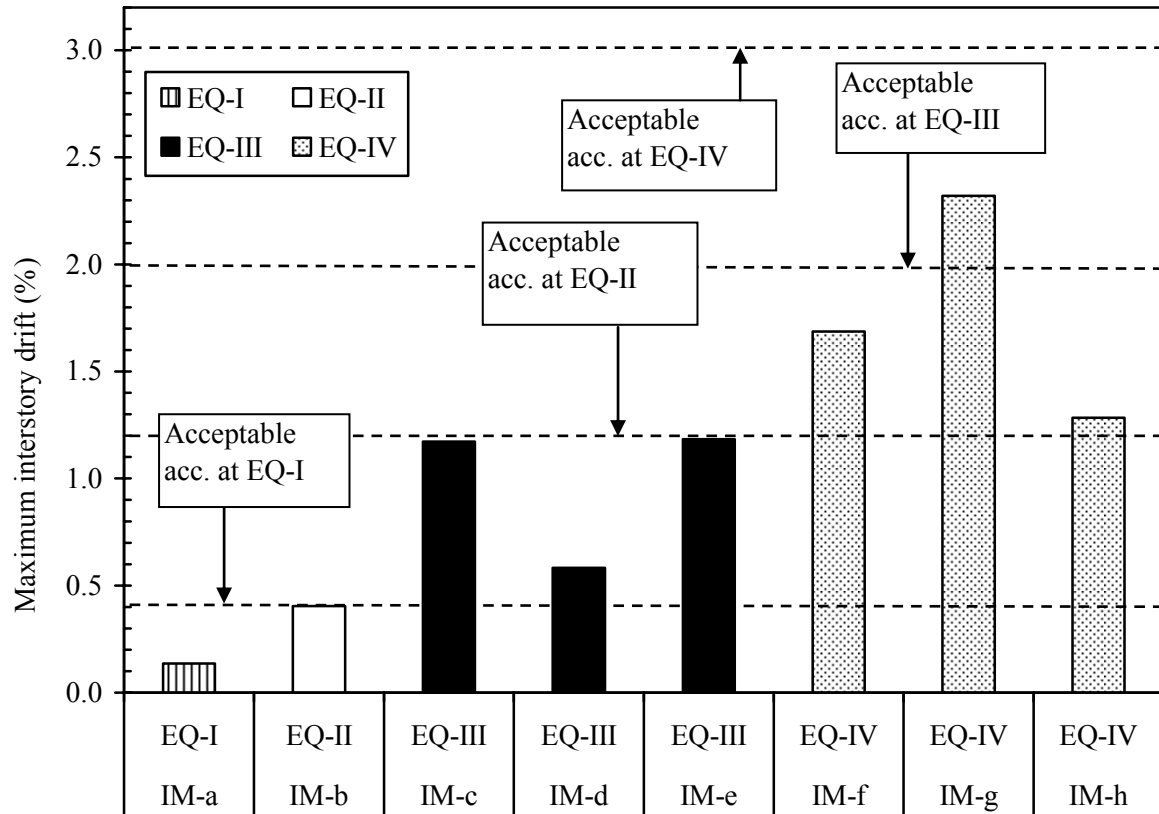 Maximum interstory drift (%)
3.0
2.5
2.0
1.5
1.0
0.5
0.0
EQ-I
EQ-II
EQ-III
EQ-IV
Acceptable
acc. at EQ-IV
Acceptable
acc. at EQ-III
Acceptable
acc. at EQ-II
Acceptable
acc. at EQ-I
EQ-I EQ-II EQ-III EQ-III EQ-III EQ-IV EQ-IV EQ-IV
IM-a IM-b IM-c IM-d IM-e IM-f IM-g IM-h